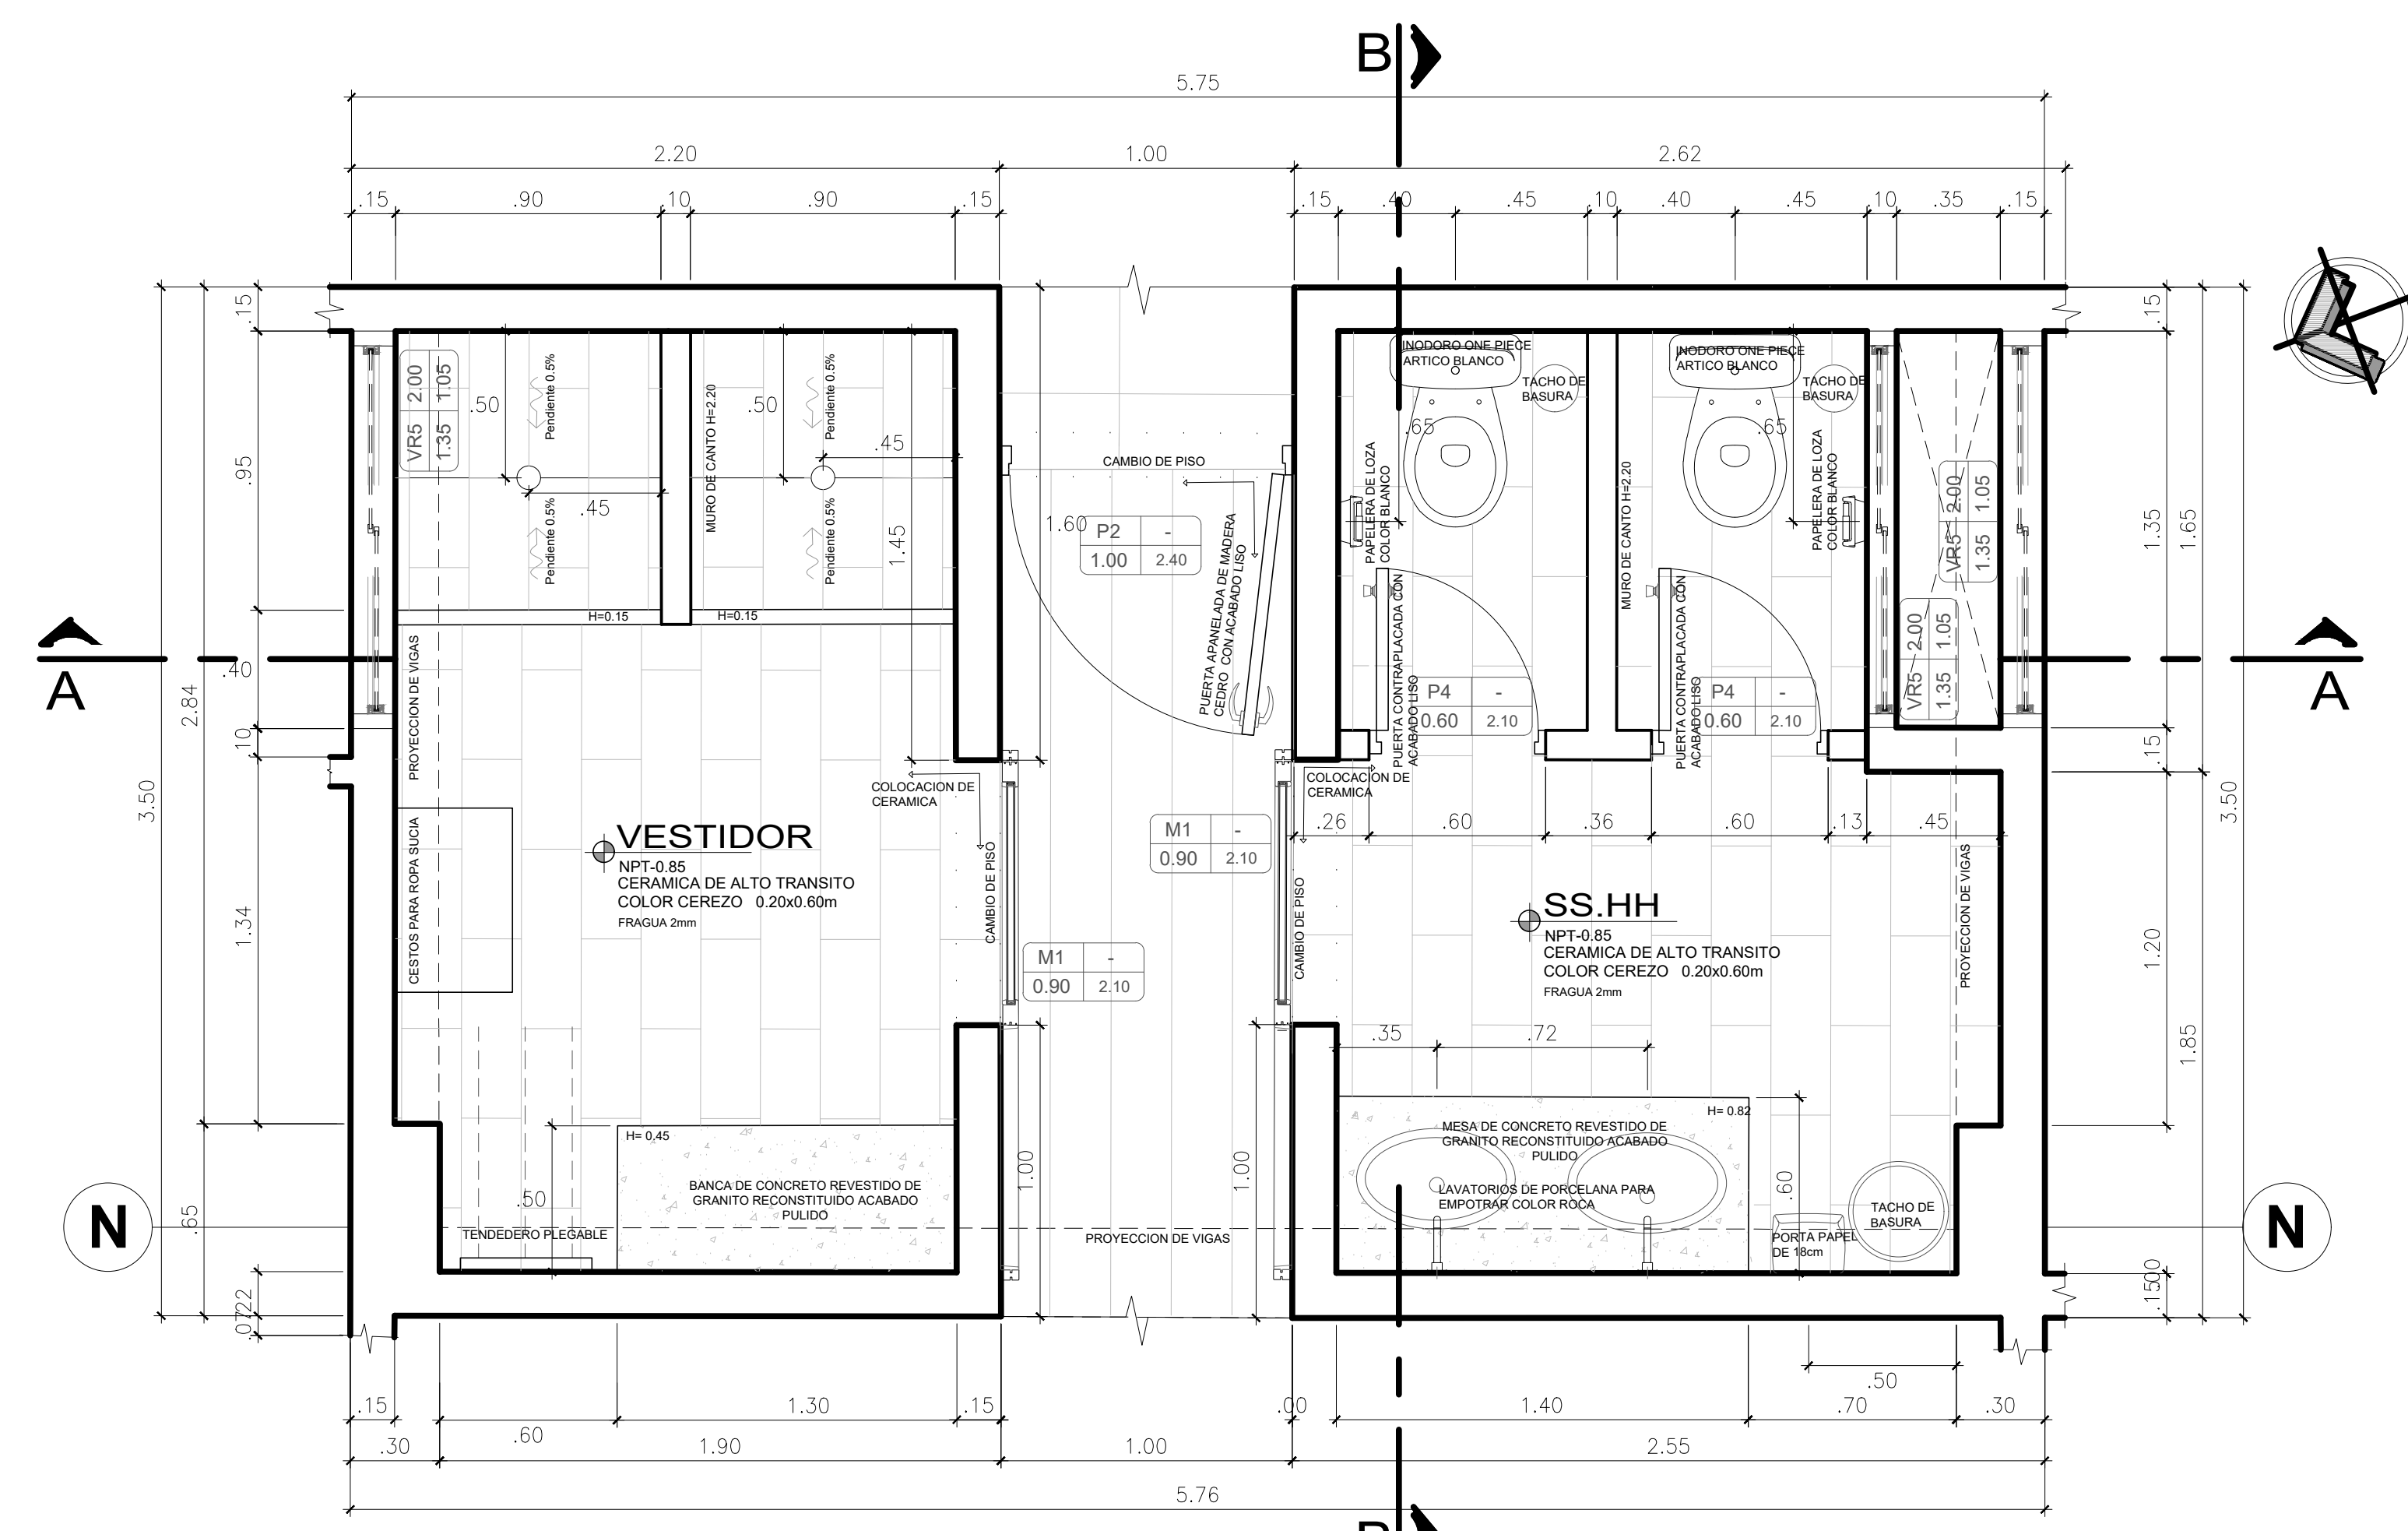 B
5.75
2.20
1.00
2.62
.15
.90
.10
.90
.15
.15
.40
.45
.10
.40
.45
.10
.35
.15
.15
.95
.40
.10
1.34
2.84
.65
3.50
.22
.07
VR5
2.00
1.35
1.05
.50
Pendiente 0.5%
Pendiente 0.5%
.45
MURO DE CANTO H=2.20
.50
Pendiente 0.5%
Pendiente 0.5%
.45
1.45
H=0.15
H=0.15
PROYECCION DE VIGAS
CESTOS PARA ROPA SUCIA
VESTIDOR
NPT-0.85
CERAMICA DE ALTO TRANSITO
COLOR CEREZO 0.20x0.60m
FRAGUA 2mm
COLOCACION DE
CERAMICA
CAMBIO DE PISO
H= 0.45
BANCA DE CONCRETO REVESTIDO DE
GRANITO RECONSTITUIDO ACABADO
PULIDO
.50
TENDEDERO PLEGABLE
CAMBIO DE PISO
1.60
P2
-
1.00
2.40
PUERTA APANELADA DE MADERA
CEDRO CON ACABADO LISO
M1
-
0.90
2.10
M1
-
0.90
2.10
1.00
1.00
PROYECCION DE VIGAS
INODORO ONE PIECE
ARTICO BLANCO
TACHO DE
BASURA
.65
PAPELERA DE LOZA
COLOR BLANCO
MURO DE CANTO H=2.20
INODORO ONE PIECE
ARTICO BLANCO
TACHO DE
BASURA
.65
PAPELERA DE LOZA
COLOR BLANCO
PUERTA CONTRAPLACADA CON
ACABADO LISO
P4
-
0.60
2.10
PUERTA CONTRAPLACADA CON
ACABADO LISO
P4
-
0.60
2.10
VR5
2.00
1.35
1.05
VR5
2.00
1.35
1.05
COLOCACION DE
CERAMICA
CAMBIO DE PISO
.26
.60
.36
.60
.13
.45
SS.HH
NPT-0.85
CERAMICA DE ALTO TRANSITO
COLOR CEREZO 0.20x0.60m
FRAGUA 2mm
PROYECCION DE VIGAS
.35
.72
H= 0.82
MESA DE CONCRETO REVESTIDO DE
GRANITO RECONSTITUIDO ACABADO
PULIDO
LAVATORIOS DE PORCELANA PARA
EMPOTRAR COLOR ROCA
.60
PORTA PAPEL
DE 18cm
TACHO DE
BASURA
.15
1.35
1.65
.15
1.20
1.85
3.50
.15
.00
A
A
N
N
.50
.15
.60
1.30
.15
.00
1.40
.70
.30
.30
1.90
1.00
2.55
5.76
B